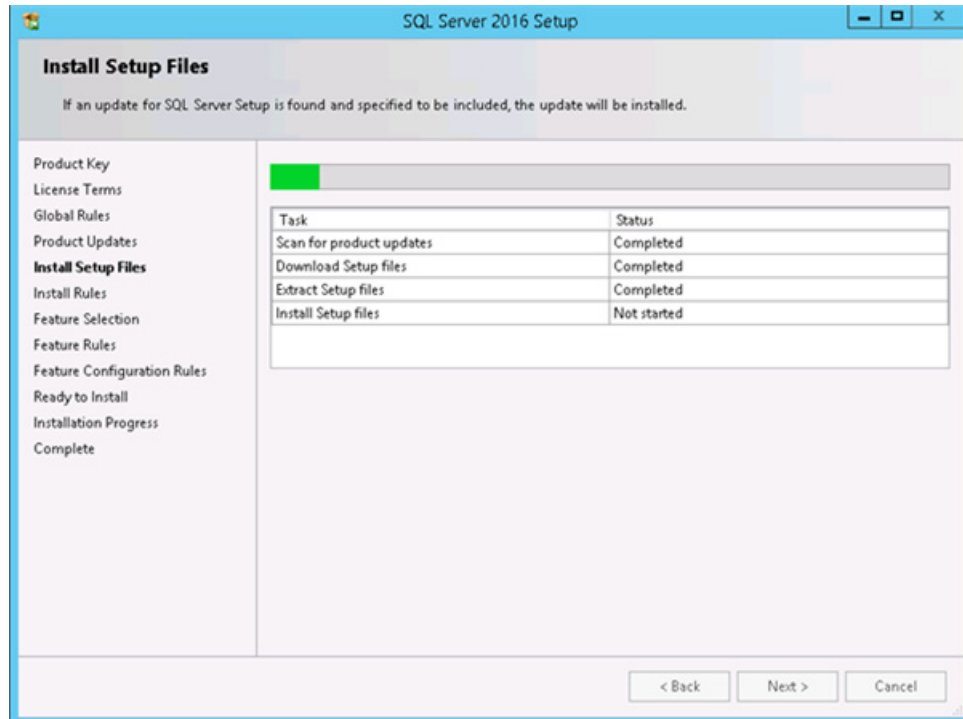 SQL Server 2016 Setup
Install Setup Files
If an update for SQL Server Setup is found and specified to be included, the update will be installed.
Product Key
License Terms
Global Rules
Product Updates
Install Setup Files
Install Rules
Feature Selection
Feature Rules
Feature Configuration Rules
Ready to Install
Installation Progress
Complete
Task Status
Scan for product updates Completed
Download Setup files Completed
Extract Setup files Completed
Install Setup files Not started
< Back Next > Cancel